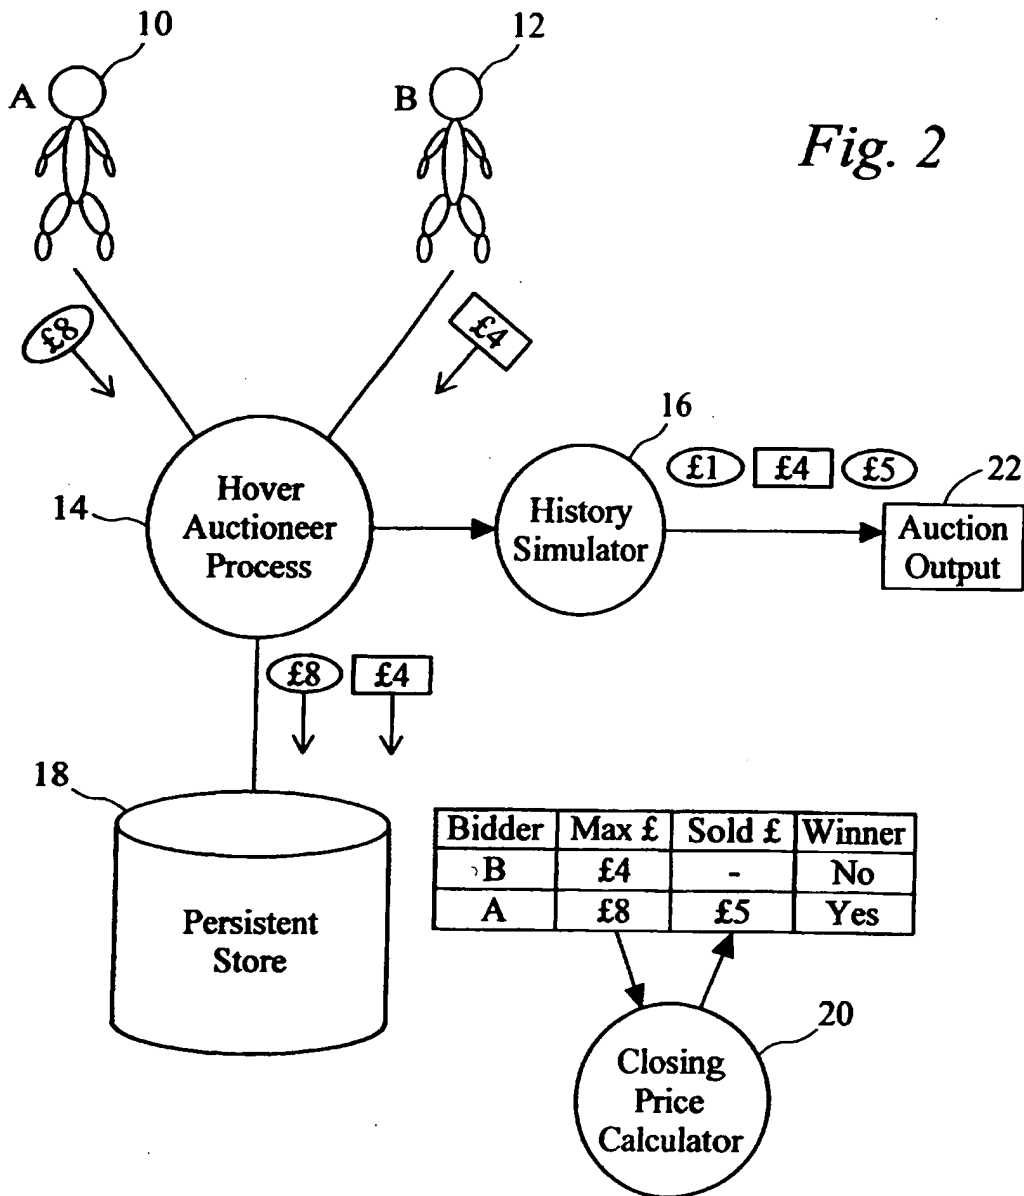 10
12
A
B
Fig. 2
£8
£4
16
£1 £4 £5
22
14
Hover
Auctioneer
Process
History
Simulator
Auction
Output
£8 £4
18
Persistent
Store
Bidder Max £ Sold £ Winner
B £4 - No
A £8 £5 Yes
20
Closing
Price
Calculator